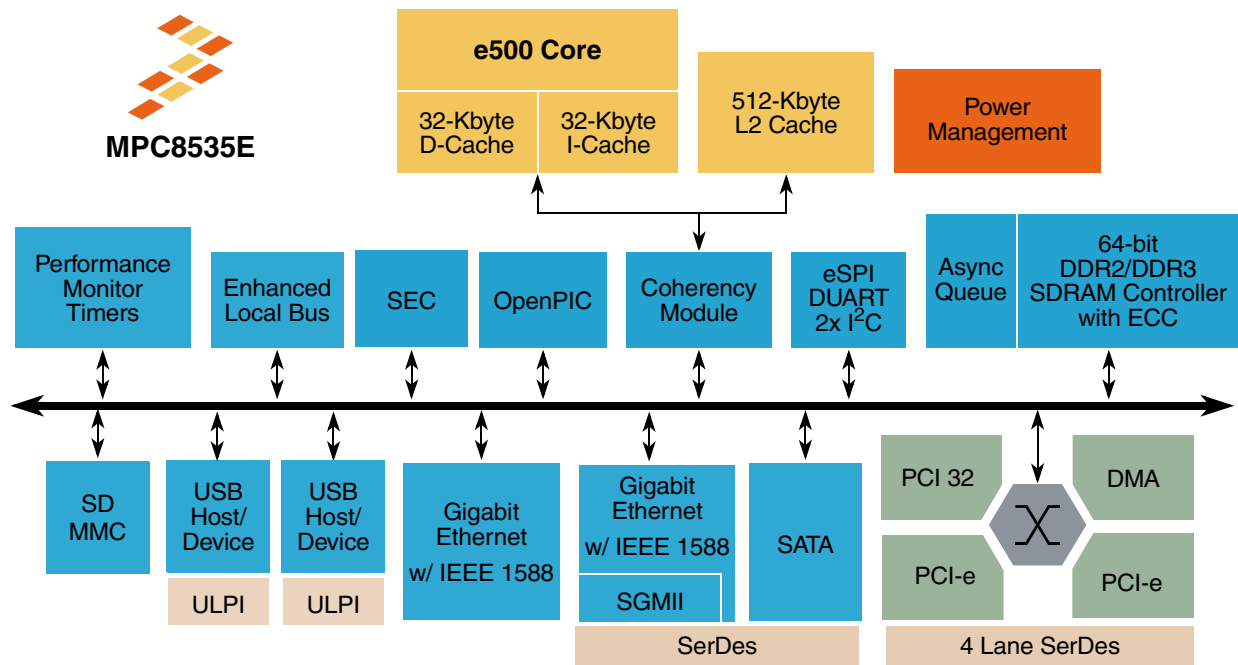 MPC8535E
e500 Core
32-Kbyte
D-Cache
32-Kbyte
I-Cache
512-Kbyte
L2 Cache
Power
Management
Performance
Monitor
Timers
Enhanced
Local Bus
SEC
OpenPIC
Coherency
Module
eSPI
DUART
2x I²C
Async
Queue
64-bit
DDR2/DDR3
SDRAM Controller
with ECC
SD
MMC
USB
Host/
Device
ULPI
USB
Host/
Device
ULPI
Gigabit
Ethernet
w/ IEEE 1588
Gigabit
Ethernet
w/ IEEE 1588
SGMII
SATA
SerDes
PCI 32
DMA
PCI-e
PCI-e
4 Lane SerDes